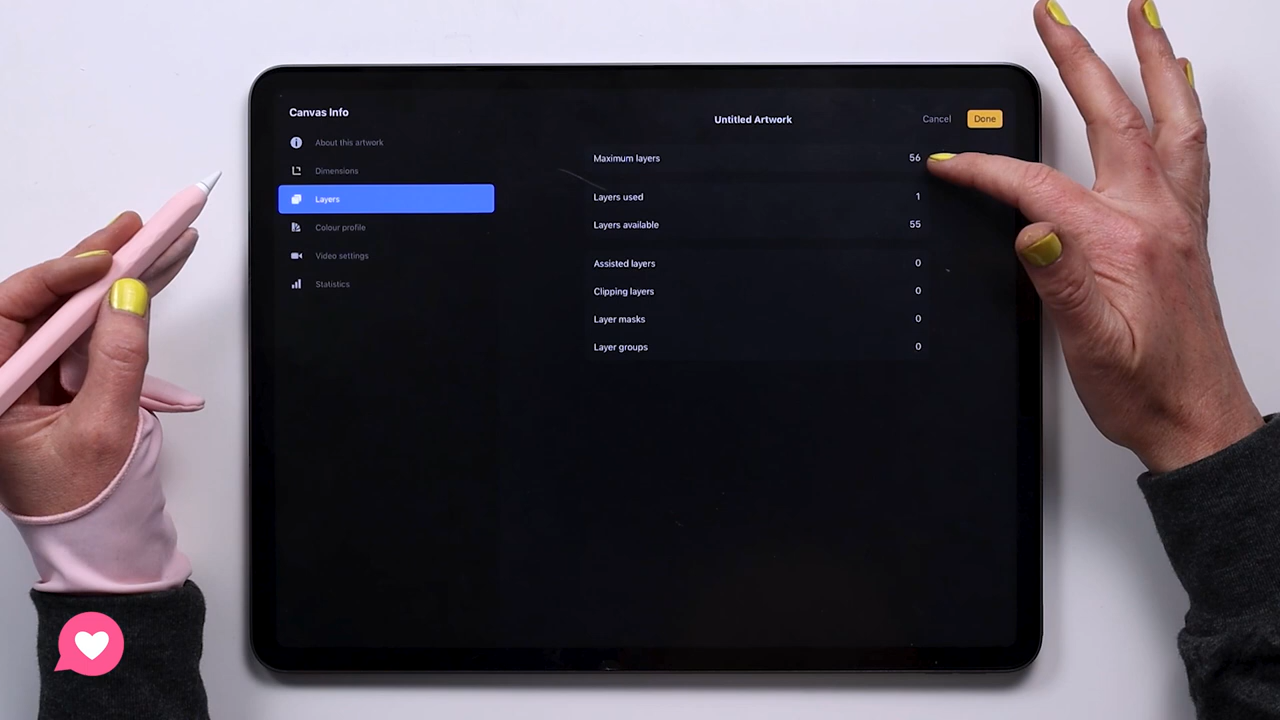 Canvas Info
About this artwork
Dimensions
Layers
Colour profile
Video settings
Statistics
Untitled Artwork
Cancel
Done
Maximum layers 56
Layers used 1
Layers available 55
Assisted layers 0
Clipping layers 0
Layer masks 0
Layer groups 0